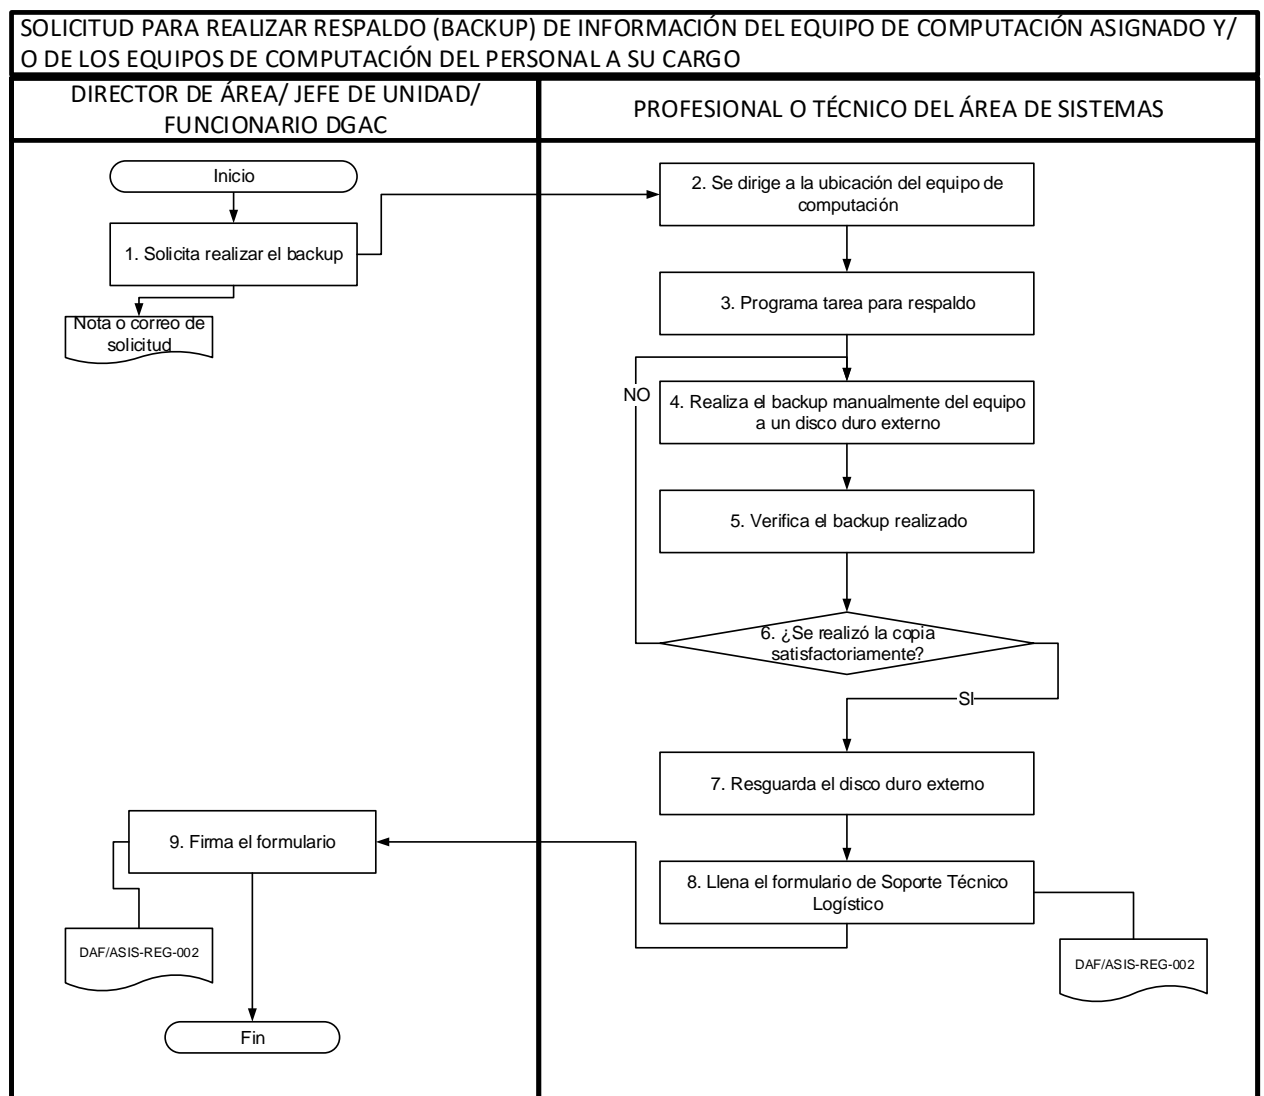 SOLICITUD PARA REALIZAR RESPALDO (BACKUP) DE INFORMACIÓN DEL EQUIPO DE COMPUTACIÓN ASIGNADO Y/
O DE LOS EQUIPOS DE COMPUTACIÓN DEL PERSONAL A SU CARGO
DIRECTOR DE ÁREA/ JEFE DE UNIDAD/
FUNCIONARIO DGAC
PROFESIONAL O TÉCNICO DEL ÁREA DE SISTEMAS
Inicio
1. Solicita realizar el backup
Nota o correo de
solicitud
2. Se dirige a la ubicación del equipo de
computación
3. Programa tarea para respaldo
NO
4. Realiza el backup manualmente del equipo
a un disco duro externo
5. Verifica el backup realizado
6. ¿Se realizó la copia
satisfactoriamente?
SI
7. Resguarda el disco duro externo
8. Llena el formulario de Soporte Técnico
Logístico
DAF/ASIS-REG-002
9. Firma el formulario
DAF/ASIS-REG-002
Fin